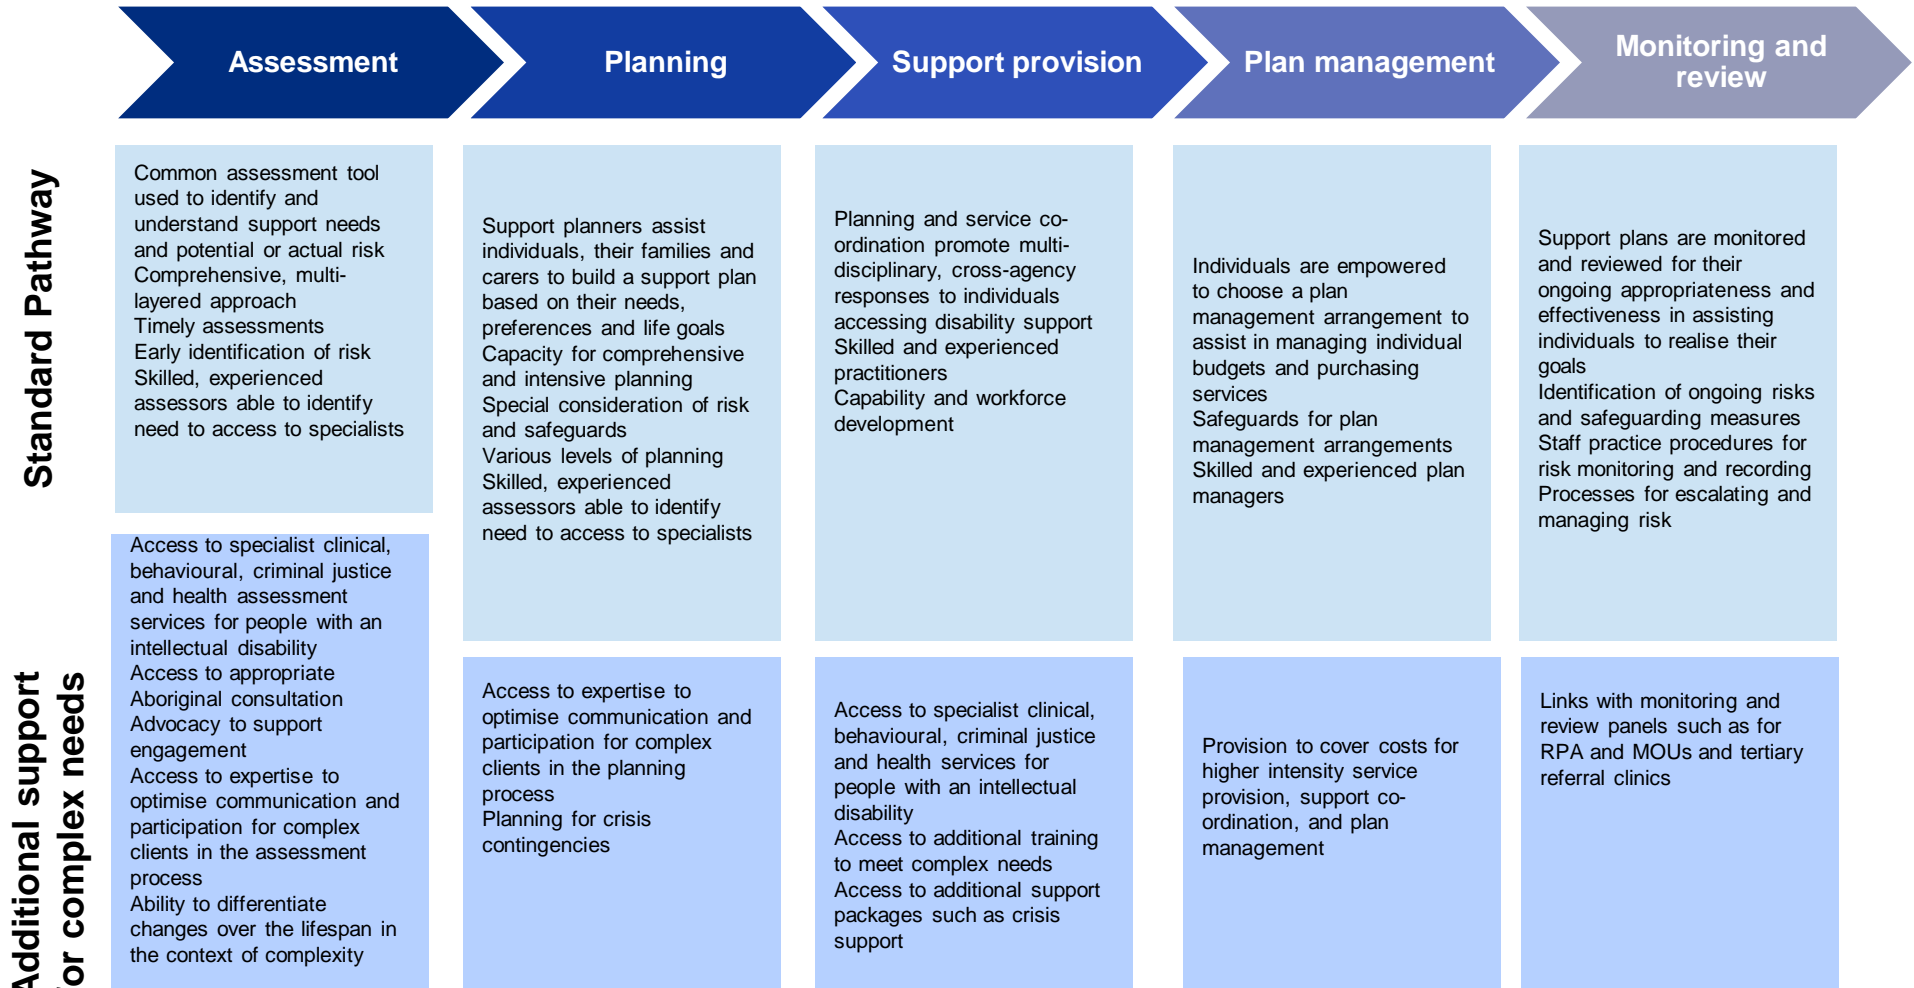 Assessment
Planning
Support provision
Plan management
Monitoring and
review
Standard Pathway
Common assessment tool
used to identify and
understand support needs
and potential or actual risk
Comprehensive, multi-
layered approach
Timely assessments
Early identification of risk
Skilled, experienced
assessors able to identify
need to access to specialists
Support planners assist
individuals, their families and
carers to build a support plan
based on their needs,
preferences and life goals
Capacity for comprehensive
and intensive planning
Special consideration of risk
and safeguards
Various levels of planning
Skilled, experienced
assessors able to identify
need to access to specialists
Planning and service co-
ordination promote multi-
disciplinary, cross-agency
responses to individuals
accessing disability support
Skilled and experienced
practitioners
Capability and workforce
development
Individuals are empowered
to choose a plan
management arrangement to
assist in managing individual
budgets and purchasing
services
Safeguards for plan
management arrangements
Skilled and experienced plan
managers
Support plans are monitored
and reviewed for their
ongoing appropriateness and
effectiveness in assisting
individuals to realise their
goals
Identification of ongoing risks
and safeguarding measures
Staff practice procedures for
risk monitoring and recording
Processes for escalating and
managing risk
Additional support
for complex needs
Access to specialist clinical,
behavioural, criminal justice
and health assessment
services for people with an
intellectual disability
Access to appropriate
Aboriginal consultation
Advocacy to support
engagement
Access to expertise to
optimise communication and
participation for complex
clients in the assessment
process
Ability to differentiate
changes over the lifespan in
the context of complexity
Access to expertise to
optimise communication and
participation for complex
clients in the planning
process
Planning for crisis
contingencies
Access to specialist clinical,
behavioural, criminal justice
and health services for
people with an intellectual
disability
Access to additional training
to meet complex needs
Access to additional support
packages such as crisis
support
Provision to cover costs for
higher intensity service
provision, support co-
ordination, and plan
management
Links with monitoring and
review panels such as for
RPA and MOUs and tertiary
referral clinics